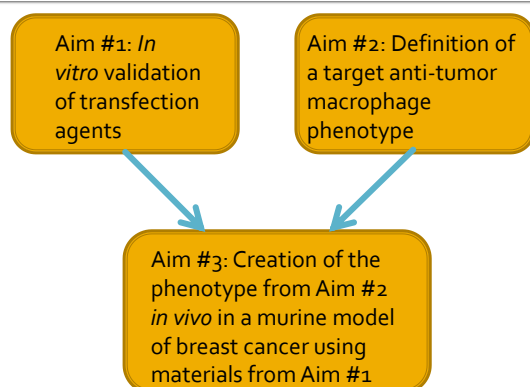 Aim #1: In
vitro validation
of transfection
agents
Aim #2: Definition of
a target anti-tumor
macrophage
phenotype
Aim #3: Creation of the
phenotype from Aim #2
in vivo in a murine model
of breast cancer using
materials from Aim #1